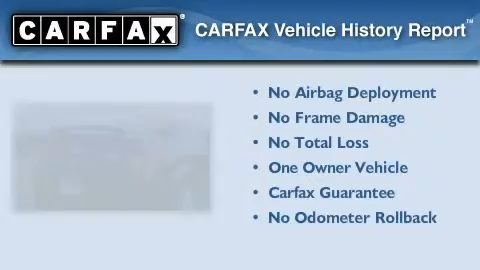 CARFAX® CARFAX Vehicle History Report™
• No Airbag Deployment
• No Frame Damage
• No Total Loss
• One Owner Vehicle
• Carfax Guarantee
• No Odometer Rollback